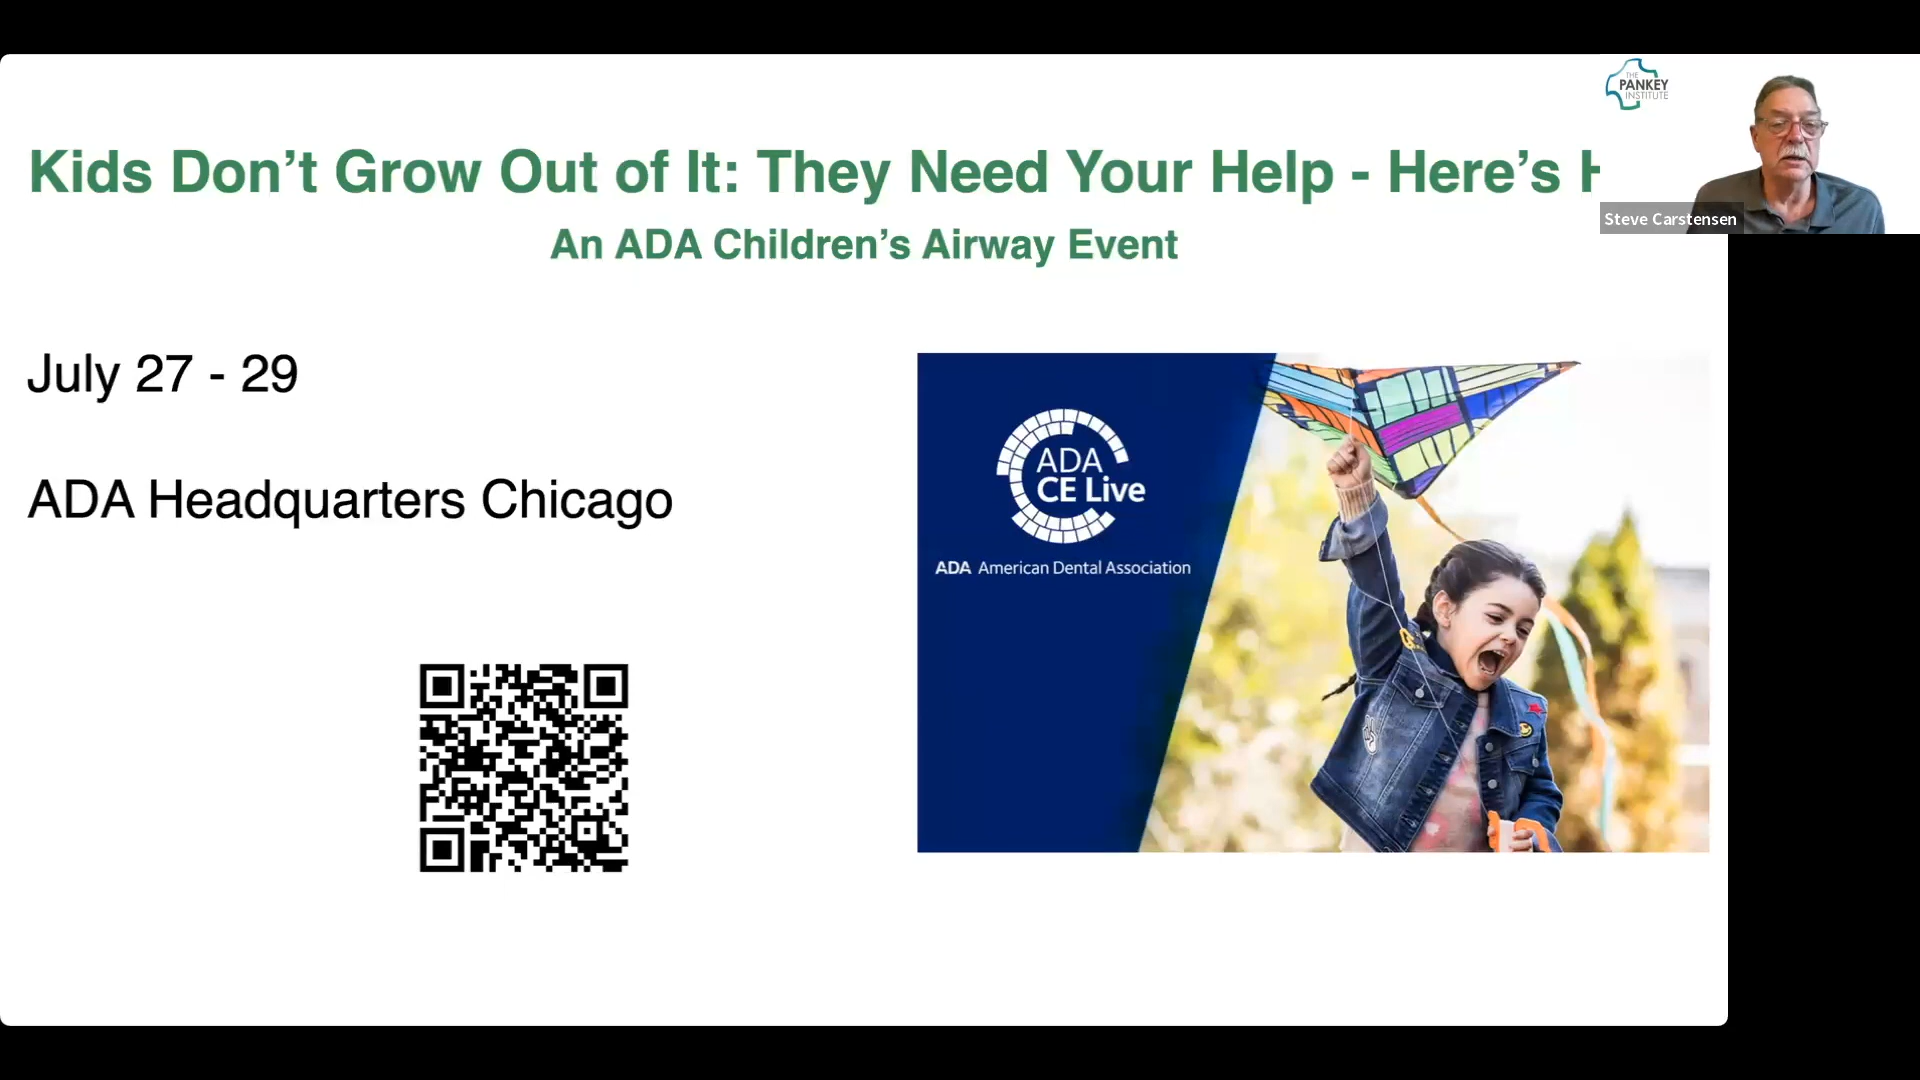 THE
PANKEY
INSTITUTE
Kids Don’t Grow Out of It: They Need Your Help - Here’s H
Steve Carstensen
An ADA Children’s Airway Event
July 27 - 29
ADA Headquarters Chicago
ADA
CE Live
ADA American Dental Association